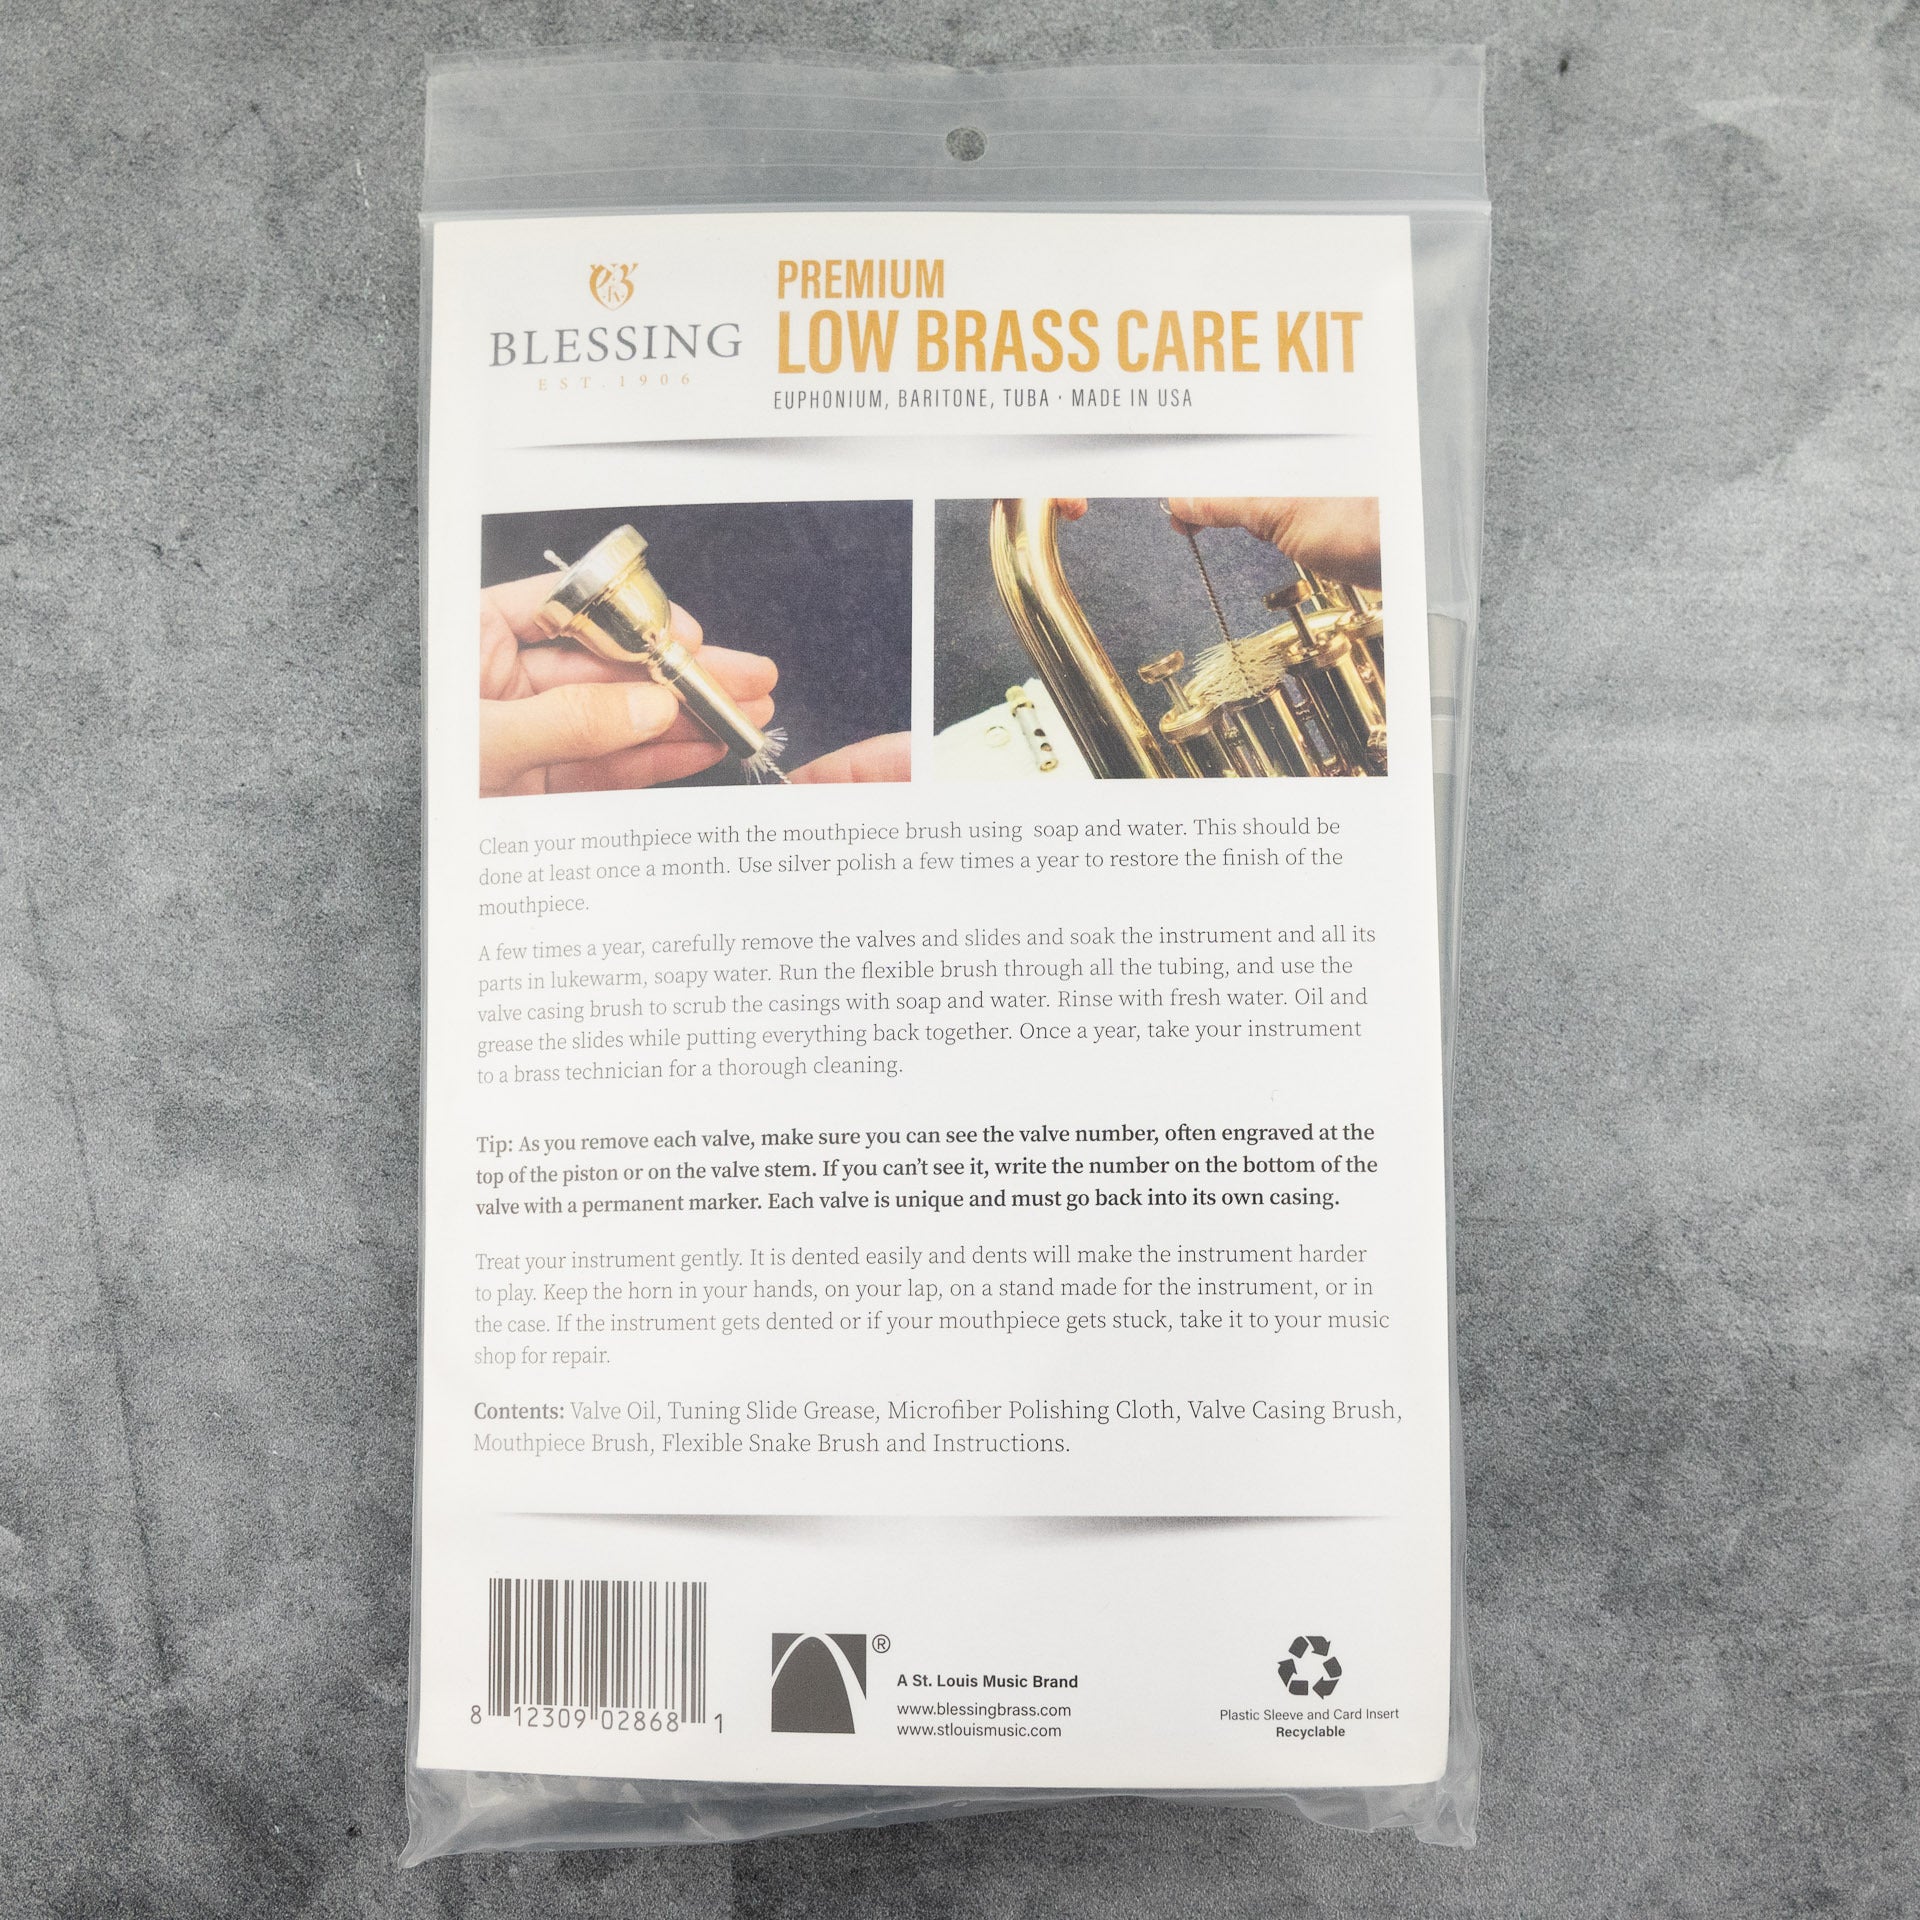 BLESSING
EST. 1906
PREMIUM
LOW BRASS CARE KIT
EUPHONIUM, BARITONE, TUBA · MADE IN USA
Clean your mouthpiece with the mouthpiece brush using soap and water. This should be
done at least once a month. Use silver polish a few times a year to restore the finish of the
mouthpiece.
A few times a year, carefully remove the valves and slides and soak the instrument and all its
parts in lukewarm, soapy water. Run the flexible brush through all the tubing, and use the
valve casing brush to scrub the casings with soap and water. Rinse with fresh water. Oil and
grease the slides while putting everything back together. Once a year, take your instrument
to a brass technician for a thorough cleaning.
Tip: As you remove each valve, make sure you can see the valve number, often engraved at the
top of the piston or on the valve stem. If you can't see it, write the number on the bottom of the
valve with a permanent marker. Each valve is unique and must go back into its own casing.
Treat your instrument gently. It is dented easily and dents will make the instrument harder
to play. Keep the horn in your hands, on your lap, on a stand made for the instrument, or in
the case. If the instrument gets dented or if your mouthpiece gets stuck, take it to your music
shop for repair.
Contents: Valve Oil, Tuning Slide Grease, Microfiber Polishing Cloth, Valve Casing Brush,
Mouthpiece Brush, Flexible Snake Brush and Instructions.
8 12309 02868 1
®
A St. Louis Music Brand
www.blessingbrass.com
www.stlouismusic.com
Plastic Sleeve and Card Insert
Recyclable